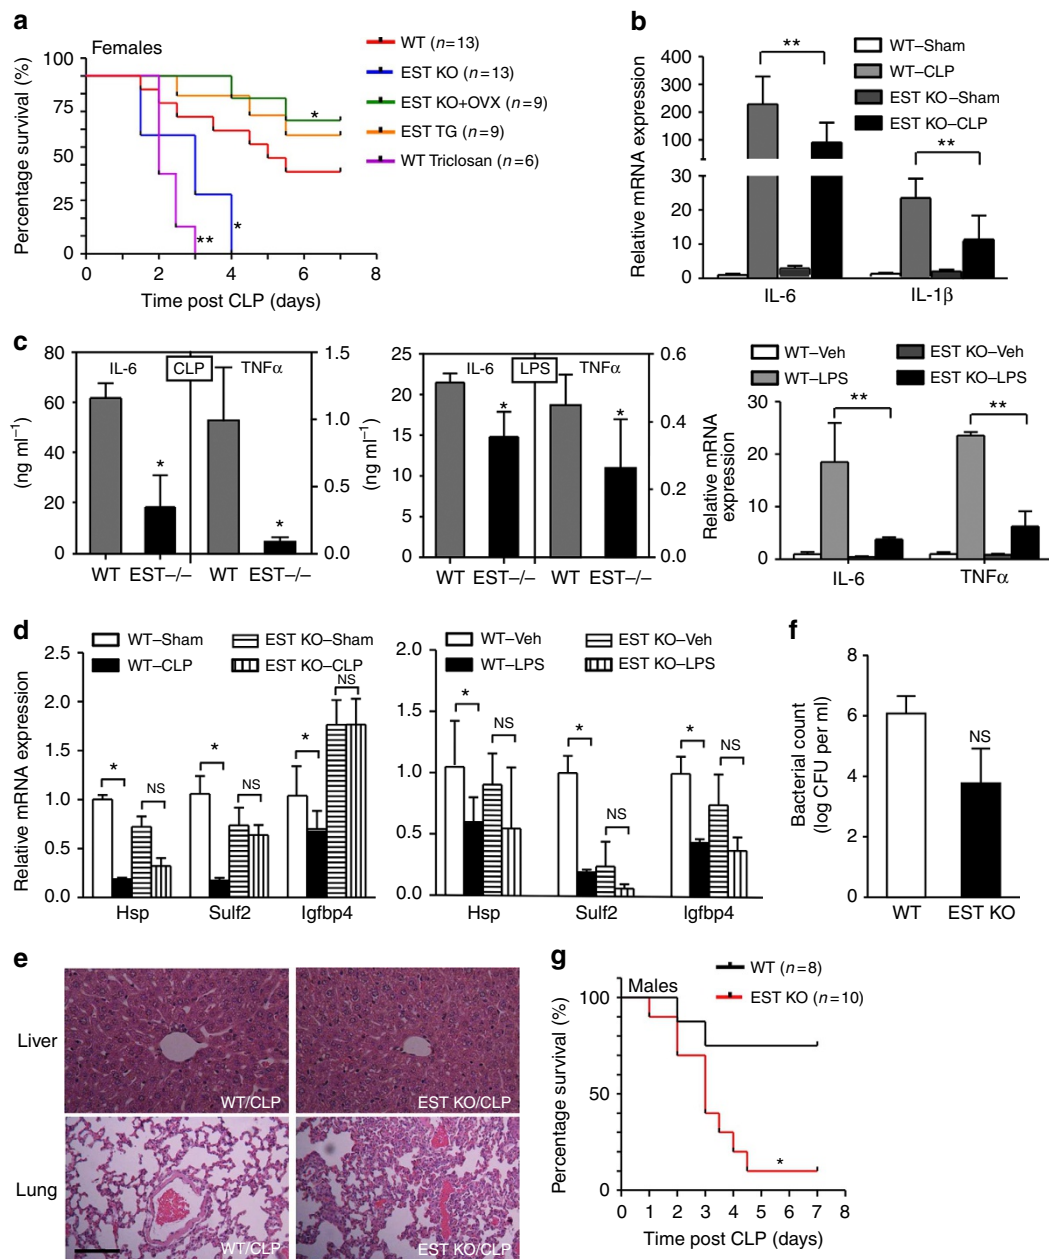 a
Females
Percentage survival (%)
100
75
50
25
0
0 2 4 6 8
Time post CLP (days)
*
*
**
WT (n=13)
EST KO (n=13)
EST KO+OVX (n=9)
EST TG (n=9)
WT Triclosan (n=6)
b
Relative mRNA expression
400
300
200
100
30
20
10
0
**
**
IL-6 IL-1β
WT–Sham
WT–CLP
EST KO–Sham
EST KO–CLP
c
(ng ml⁻¹)
80
60
40
20
0
IL-6 CLP TNFα
*
*
1.5
1.0
0.5
0.0
WT EST–/– WT EST–/–
(ng ml⁻¹)
25
20
15
10
5
0
IL-6 LPS TNFα
*
*
0.6
0.4
0.2
0.0
WT EST–/– WT EST–/–
WT–Veh EST KO–Veh
WT–LPS EST KO–LPS
Relative mRNA
expression
30
20
10
0
**
**
IL-6 TNFα
d
WT–Sham EST KO–Sham
WT–CLP EST KO–CLP
Relative mRNA expression
2.5
2.0
1.5
1.0
0.5
0.0
* NS * NS * NS
Hsp Sulf2 Igfbp4
WT–Veh EST KO–Veh
WT–LPS EST KO–LPS
2.0
1.5
1.0
0.5
0.0
* NS * NS * NS
Hsp Sulf2 Igfbp4
f
Bacterial count
(log CFU per ml)
8
6
4
2
0
NS
WT EST KO
e
Liver
WT/CLP EST KO/CLP
Lung
WT/CLP EST KO/CLP
g
Males
WT (n=8)
EST KO (n=10)
Percentage survival (%)
100
50
0
*
0 1 2 3 4 5 6 7 8
Time post CLP (days)